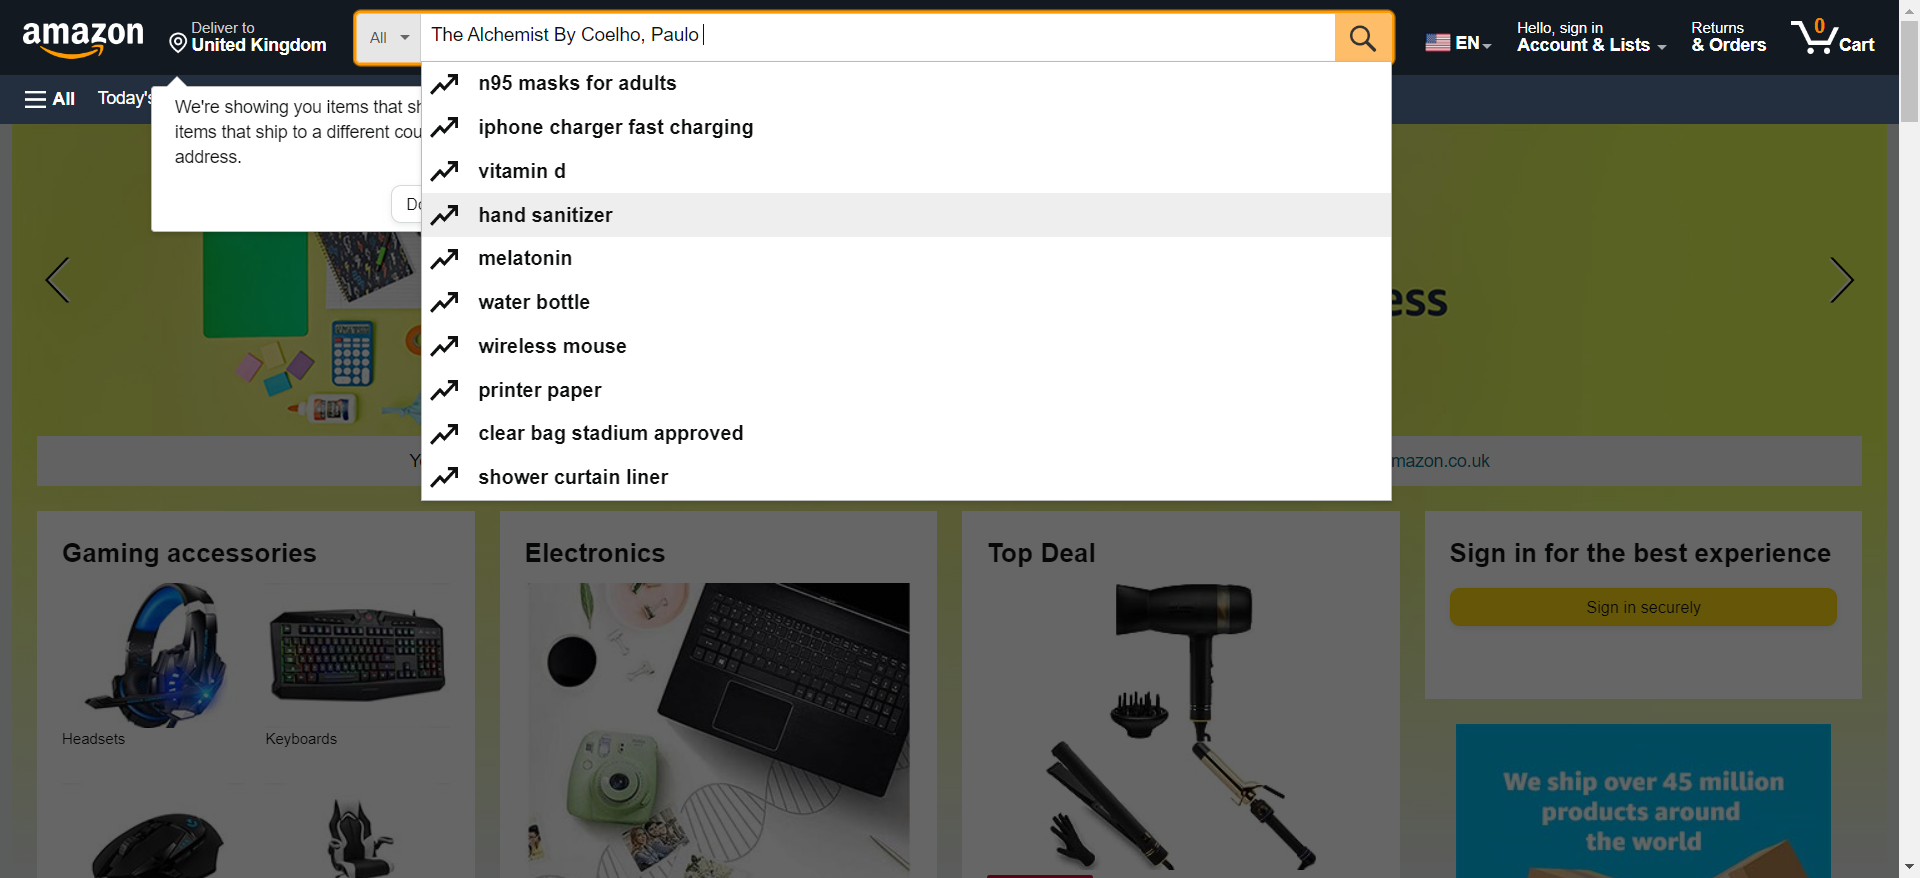 amazon
Deliver to
United Kingdom
All
The Alchemist By Coelho, Paulo
EN
Hello, sign in
Account & Lists
Returns
& Orders
0
Cart
All
Today's
We're showing you items that sh
items that ship to a different cou
address.
Do
n95 masks for adults
iphone charger fast charging
vitamin d
hand sanitizer
melatonin
water bottle
wireless mouse
printer paper
clear bag stadium approved
shower curtain liner
ess
Yo
mazon.co.uk
Gaming accessories
Headsets
Keyboards
Electronics
Top Deal
Sign in for the best experience
Sign in securely
We ship over 45 million
products around
the world